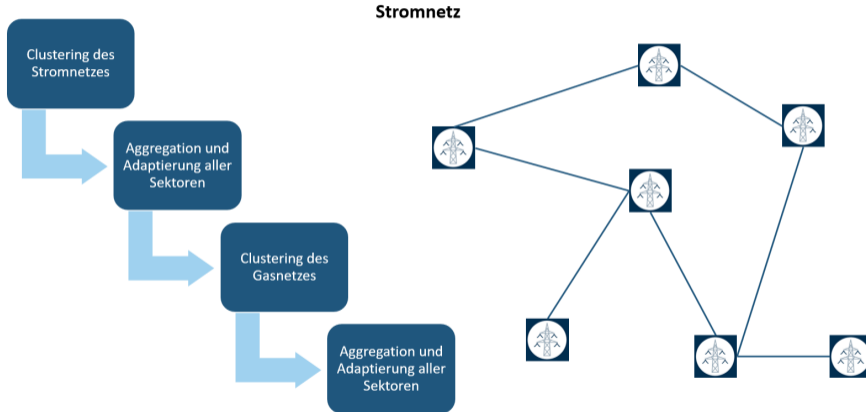 Stromnetz
Clustering des
Stromnetzes
Aggregation und
Adaptierung aller
Sektoren
Clustering des
Gasnetzes
Aggregation und
Adaptierung aller
Sektoren